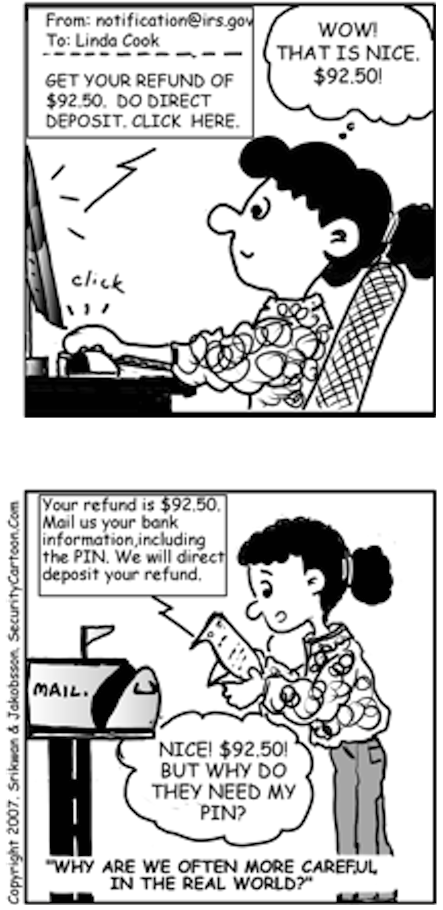 From: notification@irs.gov
To: Linda Cook
GET YOUR REFUND OF
$92.50. DO DIRECT
DEPOSIT. CLICK HERE.
WOW!
THAT IS NICE.
$92.50!
click
Your refund is $92.50.
Mail us your bank
information,including
the PIN. We will direct
deposit your refund.
MAIL.
NICE! $92.50!
BUT WHY DO
THEY NEED MY
PIN?
"WHY ARE WE OFTEN MORE CAREFUL
IN THE REAL WORLD?"
Copyright 2007, Srikwan & Jakobsson, SecurityCartoon.Com